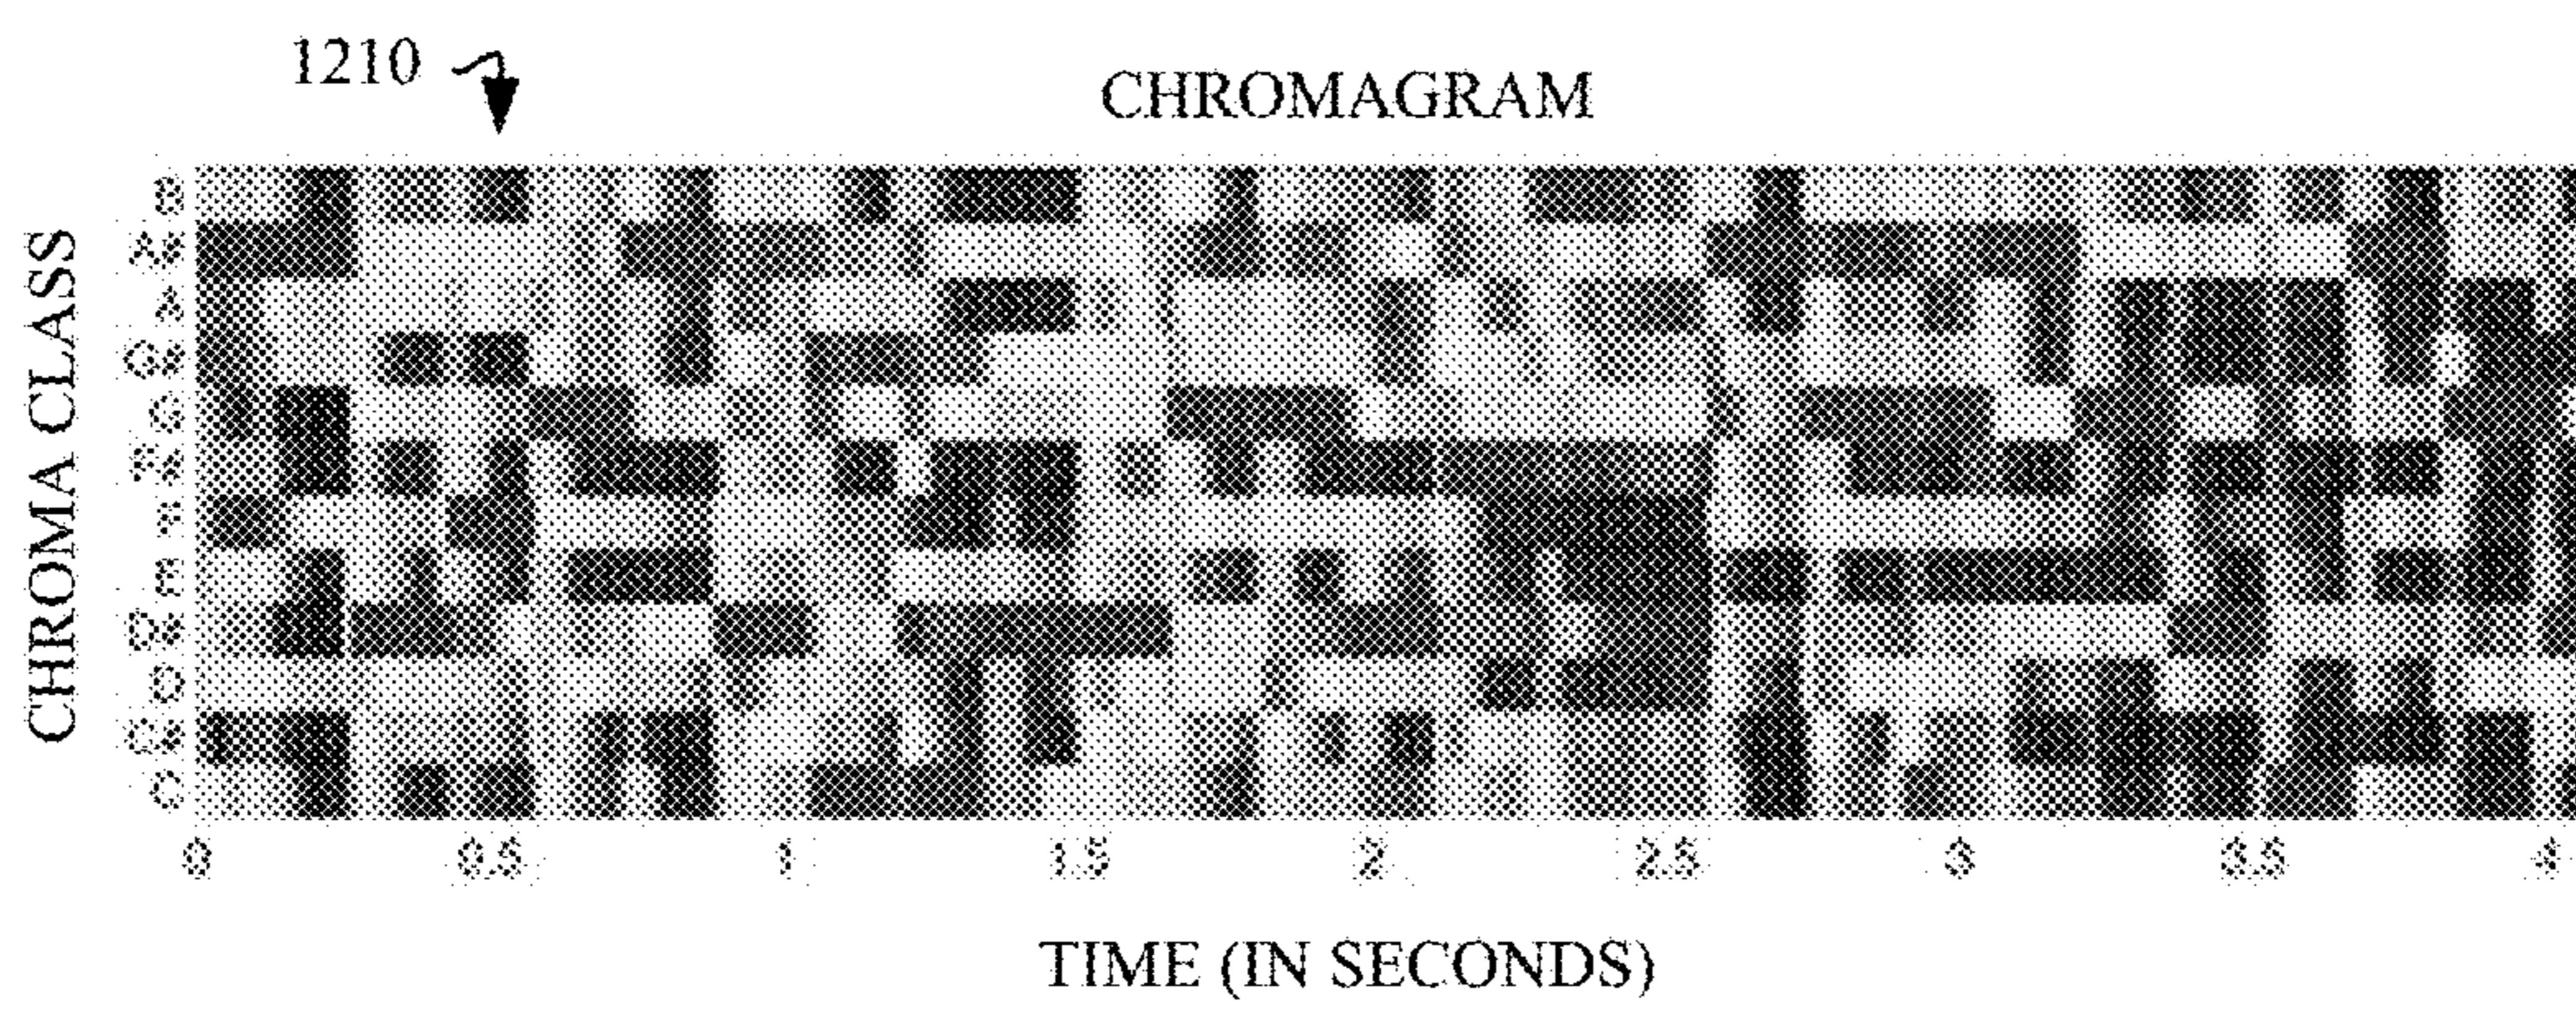 1210
CHROMAGRAM
CHROMA CLASS
B
A#
A
G#
G
F#
F
E
D#
D
C#
C
0 0.5 1 1.5 2 2.5 3 3.5 4
TIME (IN SECONDS)